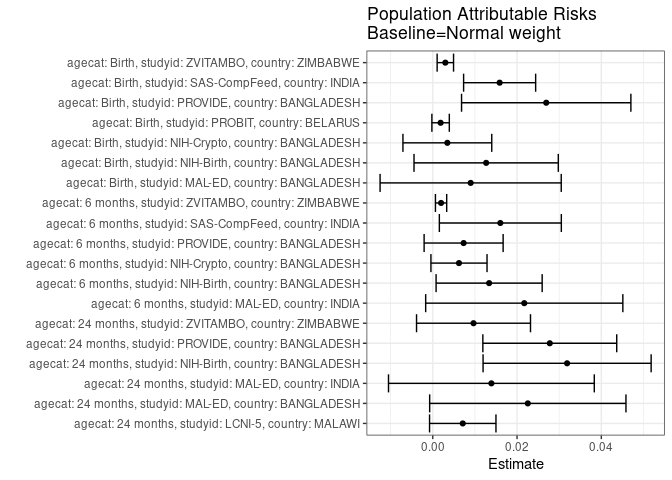 Population Attributable Risks
Baseline=Normal weight
agecat: Birth, studyid: ZVITAMBO, country: ZIMBABWE
agecat: Birth, studyid: SAS-CompFeed, country: INDIA
agecat: Birth, studyid: PROVIDE, country: BANGLADESH
agecat: Birth, studyid: PROBIT, country: BELARUS
agecat: Birth, studyid: NIH-Crypto, country: BANGLADESH
agecat: Birth, studyid: NIH-Birth, country: BANGLADESH
agecat: Birth, studyid: MAL-ED, country: BANGLADESH
agecat: 6 months, studyid: ZVITAMBO, country: ZIMBABWE
agecat: 6 months, studyid: SAS-CompFeed, country: INDIA
agecat: 6 months, studyid: PROVIDE, country: BANGLADESH
agecat: 6 months, studyid: NIH-Crypto, country: BANGLADESH
agecat: 6 months, studyid: NIH-Birth, country: BANGLADESH
agecat: 6 months, studyid: MAL-ED, country: INDIA
agecat: 24 months, studyid: ZVITAMBO, country: ZIMBABWE
agecat: 24 months, studyid: PROVIDE, country: BANGLADESH
agecat: 24 months, studyid: NIH-Birth, country: BANGLADESH
agecat: 24 months, studyid: MAL-ED, country: INDIA
agecat: 24 months, studyid: MAL-ED, country: BANGLADESH
agecat: 24 months, studyid: LCNI-5, country: MALAWI
0.00 0.02 0.04
Estimate